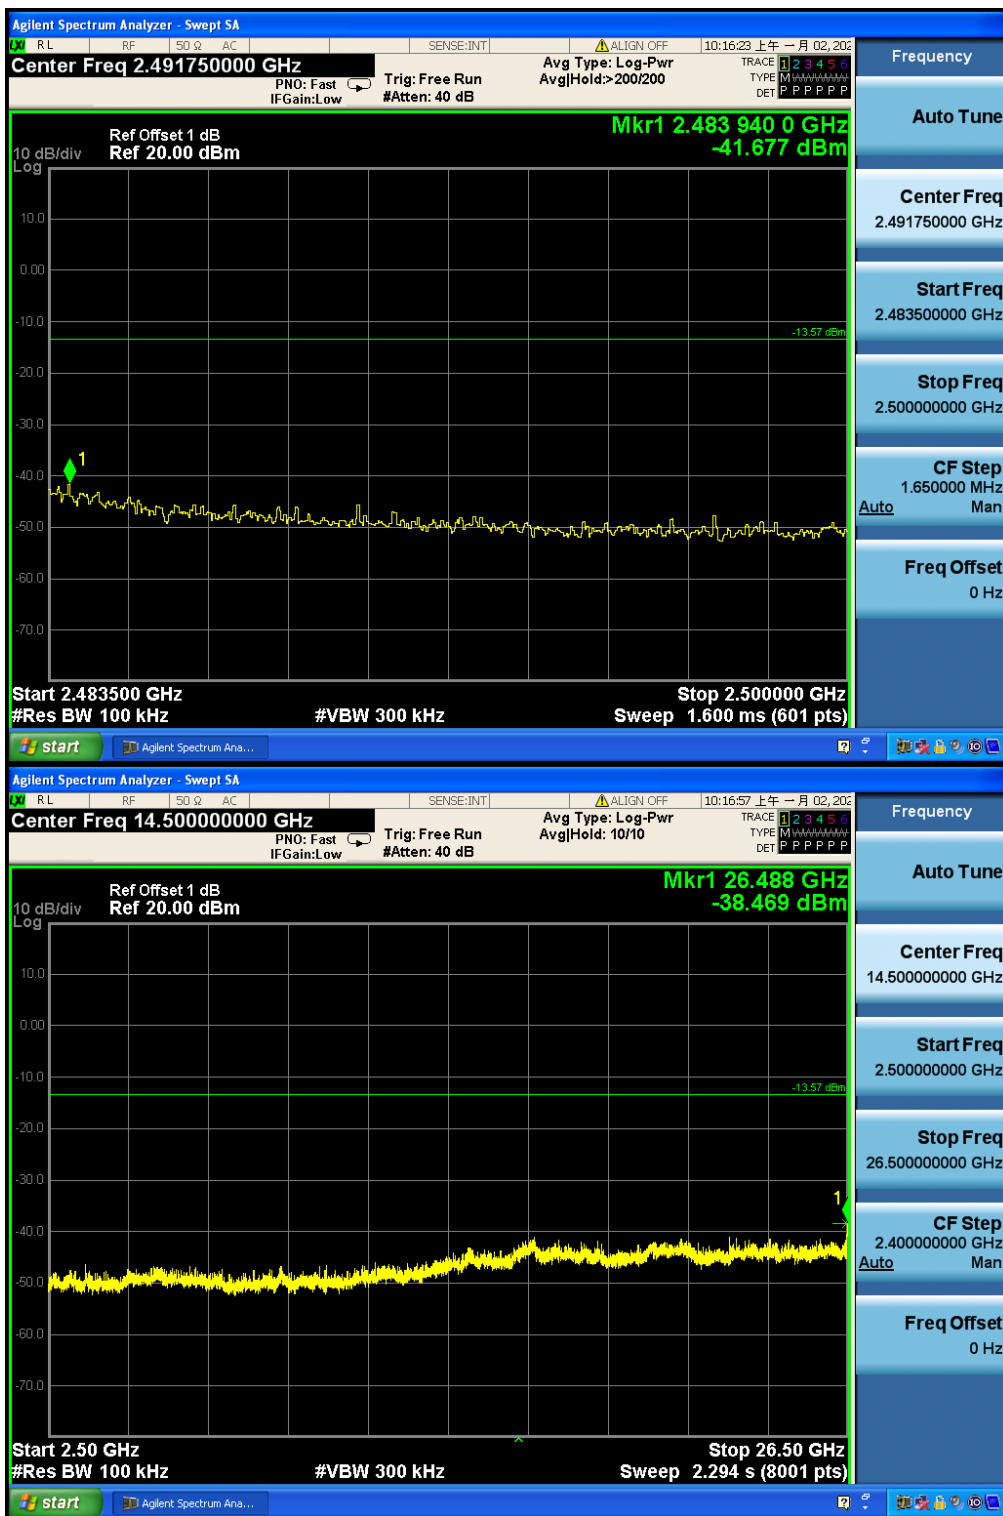 Agilent Spectrum Analyzer - Swept SA
LXI RL RF 50 Ω AC SENSE:INT ALIGN OFF 10:16:23 上午 一月 02, 202
Center Freq 2.491750000 GHz
PNO: Fast
IFGain:Low
Trig: Free Run
#Atten: 40 dB
Avg Type: Log-Pwr
Avg|Hold:>200/200
TRACE 1 2 3 4 5 6
TYPE M
DET P P P P P P
Frequency
Auto Tune
Center Freq
2.491750000 GHz
Start Freq
2.483500000 GHz
Stop Freq
2.500000000 GHz
CF Step
1.650000 MHz
Auto Man
Freq Offset
0 Hz
Mkr1 2.483 940 0 GHz
-41.677 dBm
Ref Offset 1 dB
10 dB/div Ref 20.00 dBm
Log
10.0
0.00
-10.0
-13.57 dBm
-20.0
-30.0
1
-40.0
-50.0
-60.0
-70.0
Start 2.483500 GHz Stop 2.500000 GHz
#Res BW 100 kHz #VBW 300 kHz Sweep 1.600 ms (601 pts)
start Agilent Spectrum Ana...
Agilent Spectrum Analyzer - Swept SA
LXI RL RF 50 Ω AC SENSE:INT ALIGN OFF 10:16:57 上午 一月 02, 202
Center Freq 14.500000000 GHz
PNO: Fast
IFGain:Low
Trig: Free Run
#Atten: 40 dB
Avg Type: Log-Pwr
Avg|Hold: 10/10
TRACE 1 2 3 4 5 6
TYPE M
DET P P P P P P
Frequency
Auto Tune
Center Freq
14.500000000 GHz
Start Freq
2.500000000 GHz
Stop Freq
26.500000000 GHz
CF Step
2.400000000 GHz
Auto Man
Freq Offset
0 Hz
Mkr1 26.488 GHz
-38.469 dBm
Ref Offset 1 dB
10 dB/div Ref 20.00 dBm
Log
10.0
0.00
-10.0
-13.57 dBm
-20.0
-30.0
1
-40.0
-50.0
-60.0
-70.0
Start 2.50 GHz Stop 26.50 GHz
#Res BW 100 kHz #VBW 300 kHz Sweep 2.294 s (8001 pts)
start Agilent Spectrum Ana...